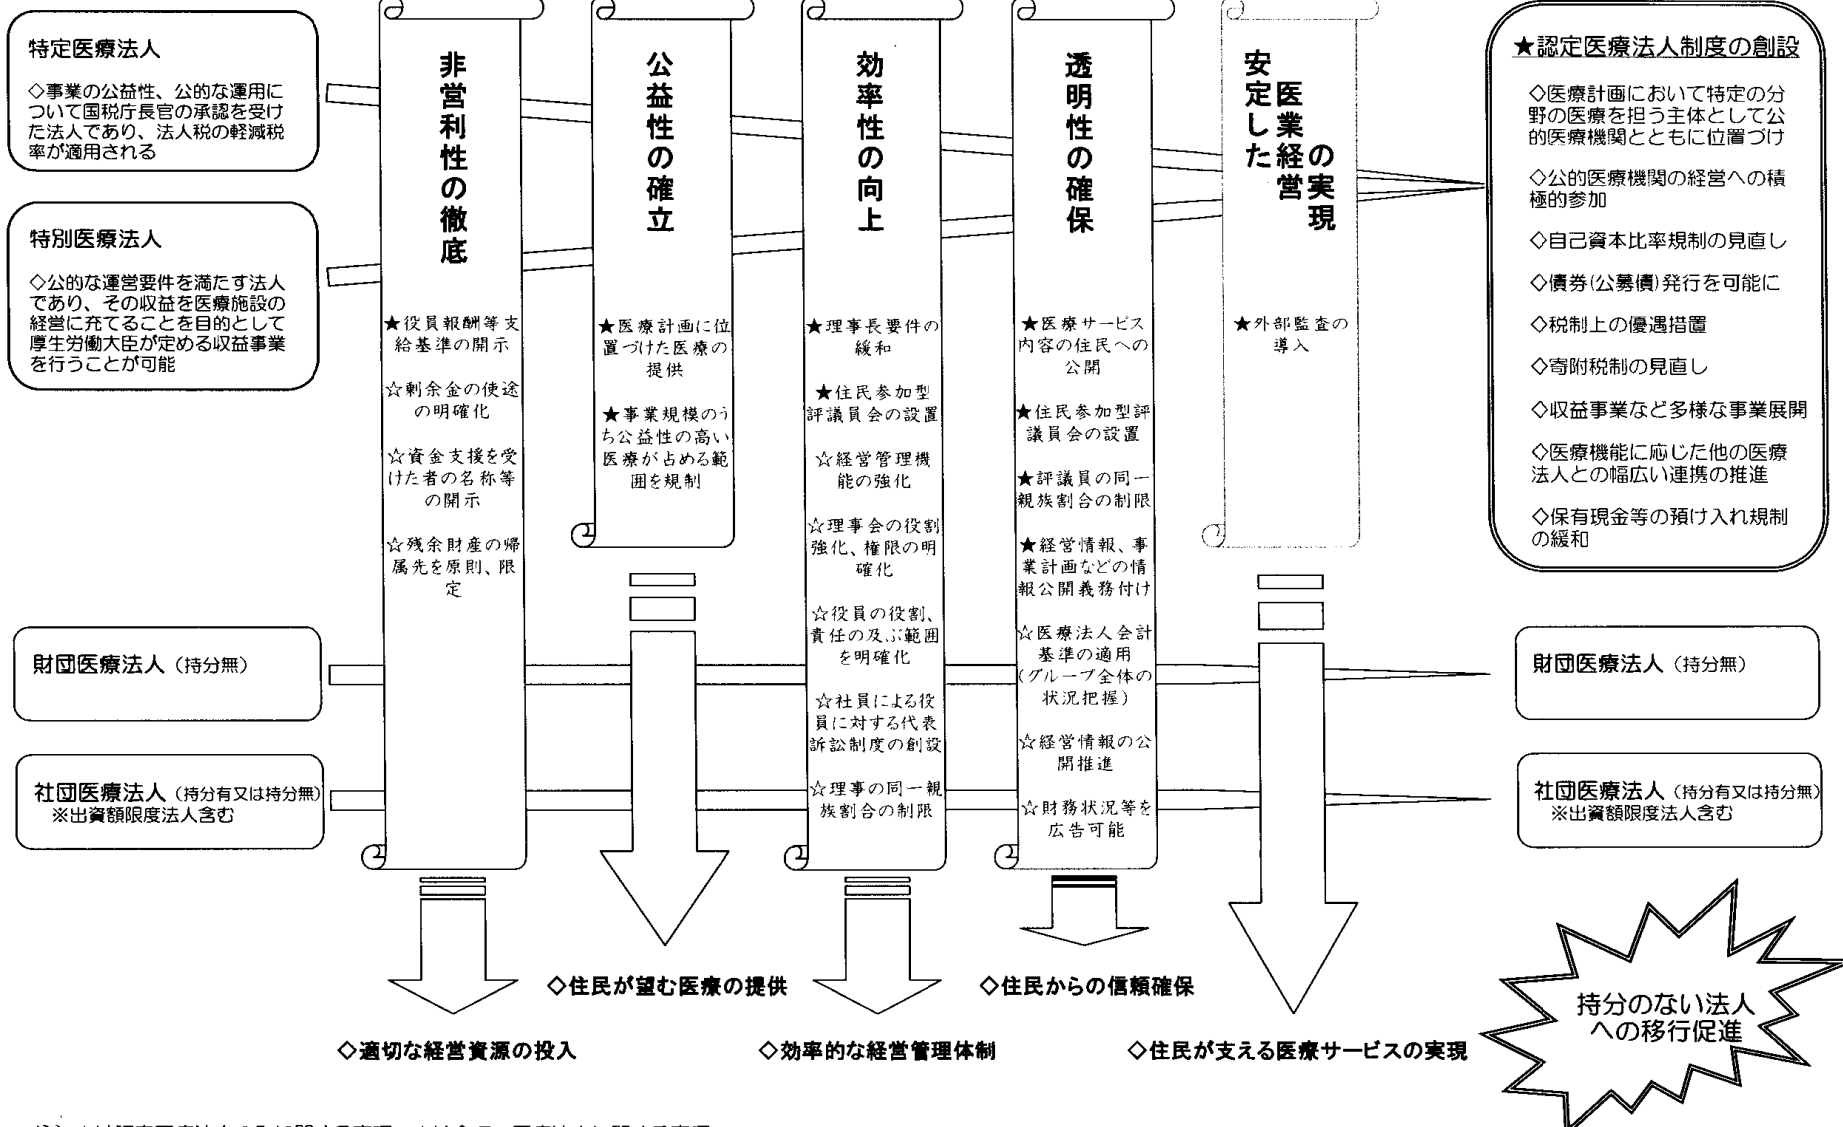 特定医療法人
◇事業の公益性、公的な運用に
ついて国税庁長官の承認を受け
た法人であり、法人税の軽減税
率が適用される
特別医療法人
◇公的な運営要件を満たす法人
であり、その収益を医療施設の
経営に充てることを目的として
厚生労働大臣が定める収益事業
を行うことが可能
財団医療法人（持分無）
社団医療法人（持分有又は持分無）
※出資額限度法人含む
非営利性の徹底
★役員報酬等支
給基準の開示
☆剰余金の使途
の明確化
☆資金支援を受
けた者の名称等
の開示
☆残余財産の帰
属先を原則、限
定
◇適切な経営資源の投入
公益性の確立
★医療計画に位
置づけた医療の
提供
★事業規模のう
ち公益性の高い
医療が占める範
囲を規制
◇住民が望む医療の提供
効率性の向上
★理事長要件の
緩和
★住民参加型
評議員会の設置
☆経営管理機
能の強化
☆理事会の役割
強化、権限の明
確化
☆役員の役割、
責任の及ぶ範囲
を明確化
☆社員による役
員に対する代表
訴訟制度の創設
☆理事の同一親
族割合の制限
◇効率的な経営管理体制
透明性の確保
★医療サービス
内容の住民への
公開
★住民参加型評
議員会の設置
★評議員の同一
親族割合の制限
★経営情報、事
業計画などの情
報公開義務付け
☆医療法人会計
基準の適用
（グループ全体の
状況把握）
☆経営情報の公
開推進
☆財務状況等を
広告可能
◇住民からの信頼確保
安定した
医業経営
の実現
★外部監査の
導入
◇住民が支える医療サービスの実現
★認定医療法人制度の創設
◇医療計画において特定の分
野の医療を担う主体として公
的医療機関とともに位置づけ
◇公的医療機関の経営への積
極的参加
◇自己資本比率規制の見直し
◇債券（公募債）発行を可能に
◇税制上の優遇措置
◇寄附税制の見直し
◇収益事業など多様な事業展開
◇医療機能に応じた他の医療
法人との幅広い連携の推進
◇保有現金等の預け入れ規制
の緩和
財団医療法人（持分無）
社団医療法人（持分有又は持分無）
※出資額限度法人含む
持分のない法人
への移行促進